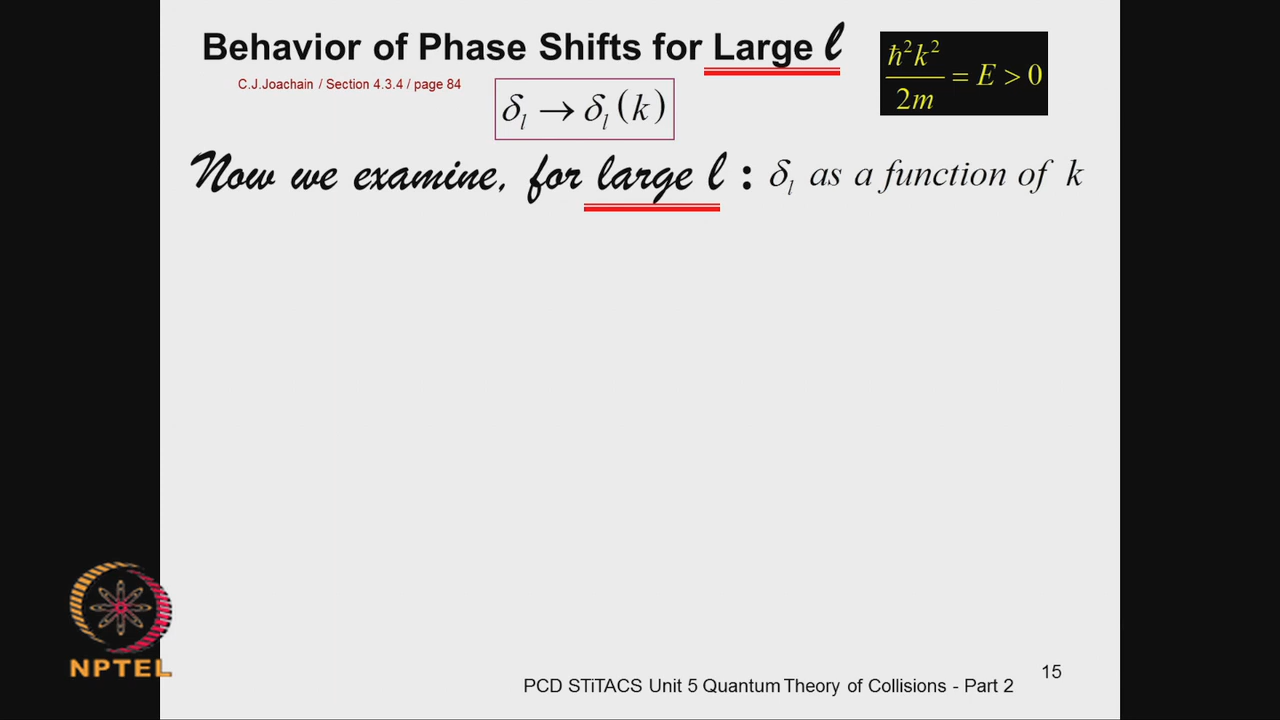 Behavior of Phase Shifts for Large l
C.J.Joachain / Section 4.3.4 / page 84
δ_l → δ_l(k)
ħ²k²/2m = E > 0
Now we examine, for large l : δ_l as a function of k
NPTEL
15
PCD STiTACS Unit 5 Quantum Theory of Collisions - Part 2